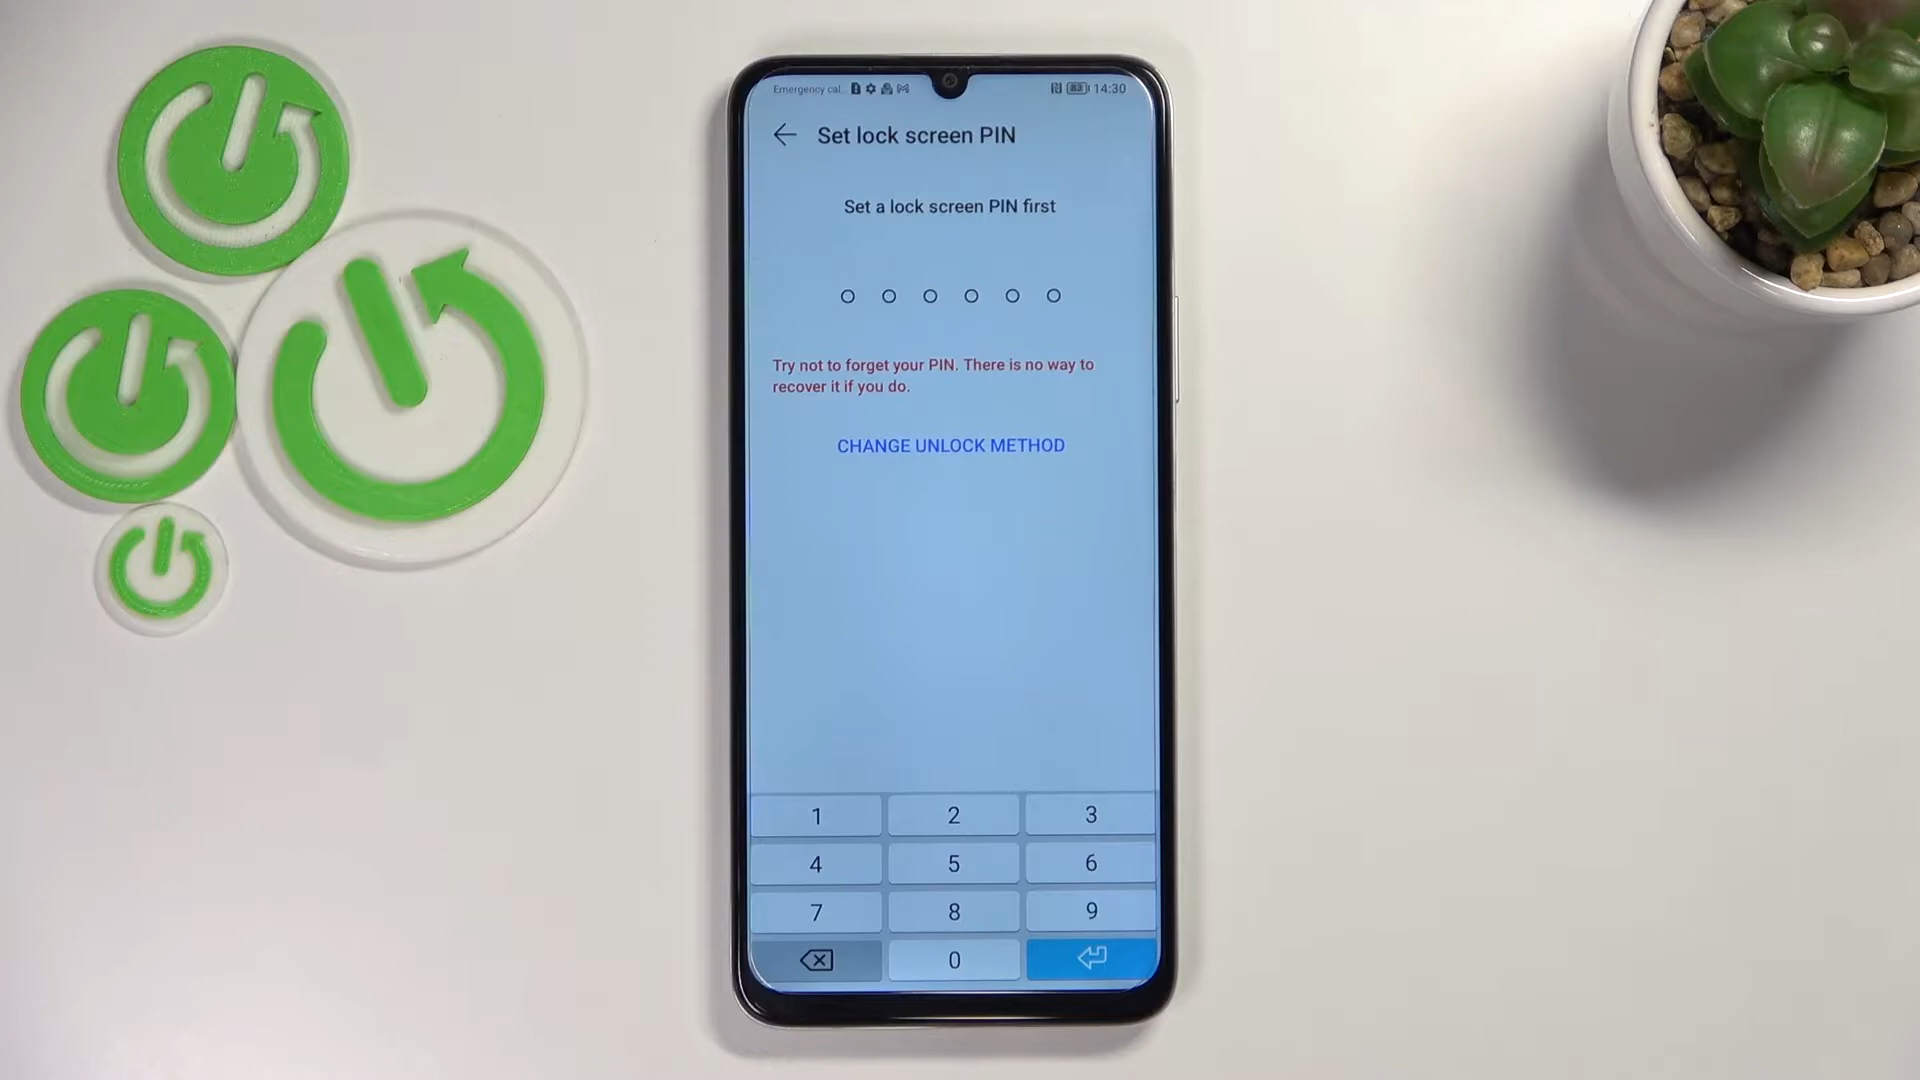 Emergency cal... 83 14:30
Set lock screen PIN
Set a lock screen PIN first
Try not to forget your PIN. There is no way to
recover it if you do.
CHANGE UNLOCK METHOD
1 2 3
4 5 6
7 8 9
0